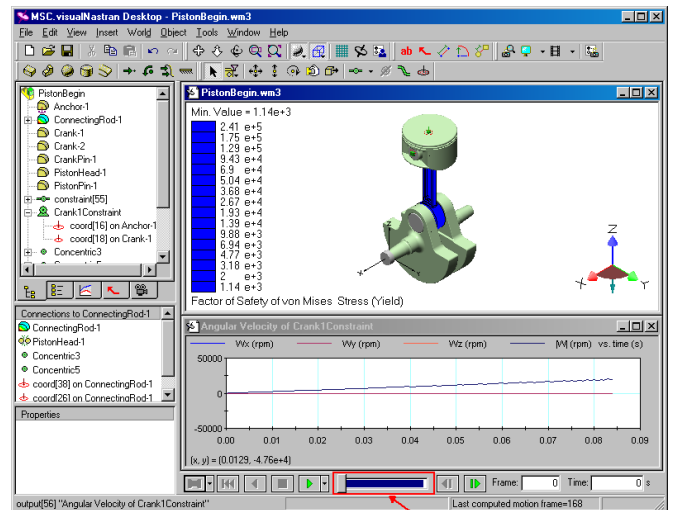 MSC.visualNastran Desktop - PistonBegin.wm3
File Edit View Insert World Object Tools Window Help
ab
PistonBegin
Anchor-1
ConnectingRod-1
Crank-1
Crank-2
CrankPin-1
PistonHead-1
PistonPin-1
constraint[55]
Crank1Constraint
coord[16] on Anchor-1
coord[18] on Crank-1
Concentric3
Connections to ConnectingRod-1
ConnectingRod-1
PistonHead-1
Concentric3
Concentric5
coord[38] on ConnectingRod-1
coord[26] on ConnectingRod-1
Properties
PistonBegin.wm3
Min. Value = 1.14e+3
2.41 e+5
1.75 e+5
1.29 e+5
9.43 e+4
6.9 e+4
5.04 e+4
3.68 e+4
2.67 e+4
1.93 e+4
1.39 e+4
9.88 e+3
6.94 e+3
4.77 e+3
3.18 e+3
2 e+3
1.14 e+3
Factor of Safety of von Mises Stress (Yield)
Z
X
Y
Angular Velocity of Crank1Constraint
Wx (rpm) Wy (rpm) Wz (rpm) |W| (rpm) vs. time (s)
50000
0
-50000
0.00 0.01 0.02 0.03 0.04 0.05 0.06 0.07 0.08 0.09
(x, y) = (0.0129, -4.76e+4)
Frame: 0 Time: 0 s
output[56] "Angular Velocity of Crank1Constraint"
Last computed motion frame=168